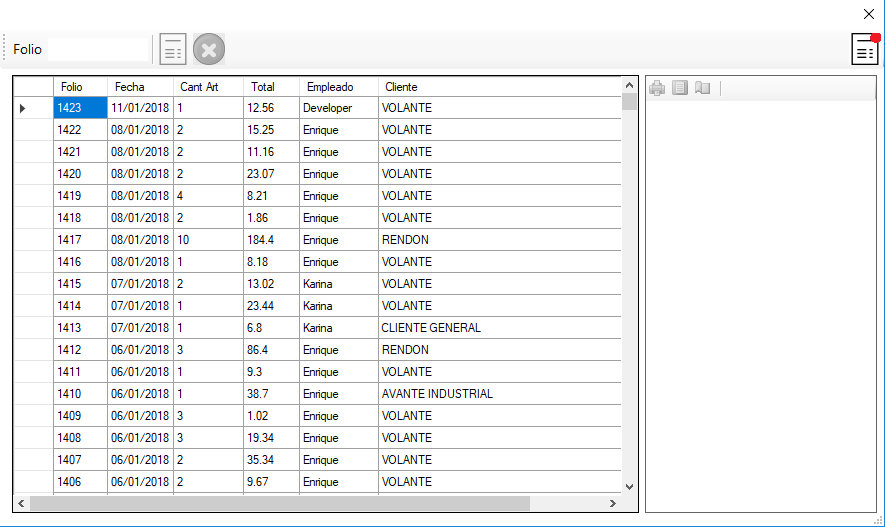 Folio
Folio Fecha Cant Art Total Empleado Cliente
1423 11/01/2018 1 12.56 Developer VOLANTE
1422 08/01/2018 2 15.25 Enrique VOLANTE
1421 08/01/2018 2 11.16 Enrique VOLANTE
1420 08/01/2018 2 23.07 Enrique VOLANTE
1419 08/01/2018 4 8.21 Enrique VOLANTE
1418 08/01/2018 2 1.86 Enrique VOLANTE
1417 08/01/2018 10 184.4 Enrique RENDON
1416 08/01/2018 1 8.18 Enrique VOLANTE
1415 07/01/2018 2 13.02 Karina VOLANTE
1414 07/01/2018 1 23.44 Karina VOLANTE
1413 07/01/2018 1 6.8 Karina CLIENTE GENERAL
1412 06/01/2018 3 86.4 Enrique RENDON
1411 06/01/2018 1 9.3 Enrique VOLANTE
1410 06/01/2018 1 38.7 Enrique AVANTE INDUSTRIAL
1409 06/01/2018 3 1.02 Enrique VOLANTE
1408 06/01/2018 3 19.34 Enrique VOLANTE
1407 06/01/2018 2 35.34 Enrique VOLANTE
1406 06/01/2018 2 9.67 Enrique VOLANTE